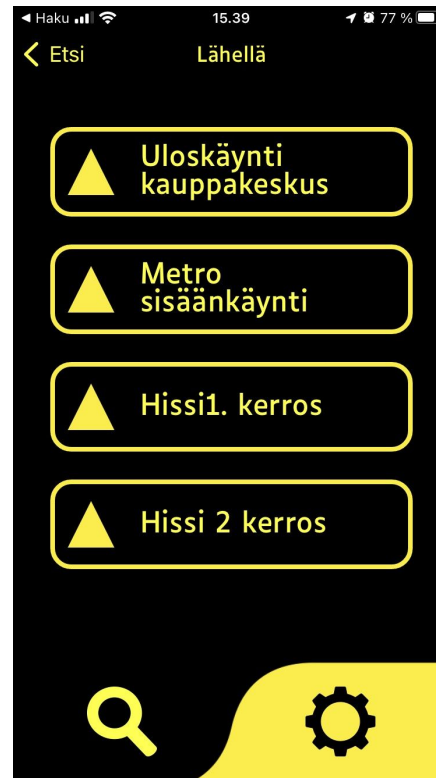 Haku 15.39 77 %
Etsi Lähellä
Uloskäynti
kauppakeskus
Metro
sisäänkäynti
Hissi1. kerros
Hissi 2 kerros